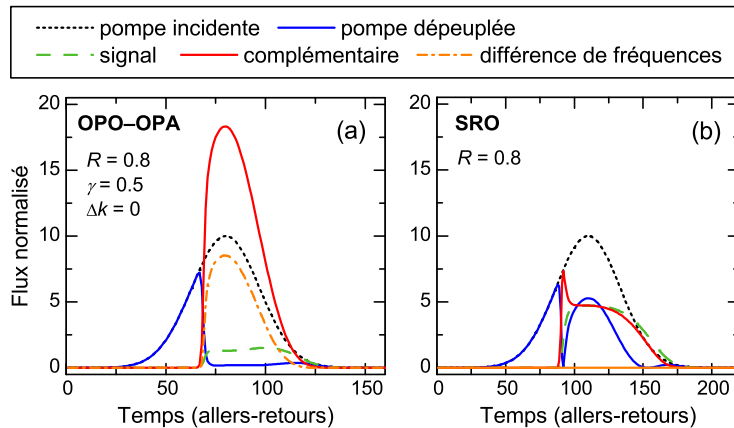 pompe incidente pompe dépeuplée
signal complémentaire différence de fréquences
OPO–OPA (a)
R = 0.8
γ = 0.5
Δk = 0
SRO (b)
R = 0.8
Flux normalisé
20
15
10
5
0
0 50 100 150
Temps (allers-retours)
20
15
10
5
0
0 50 100 150 200
Temps (allers-retours)